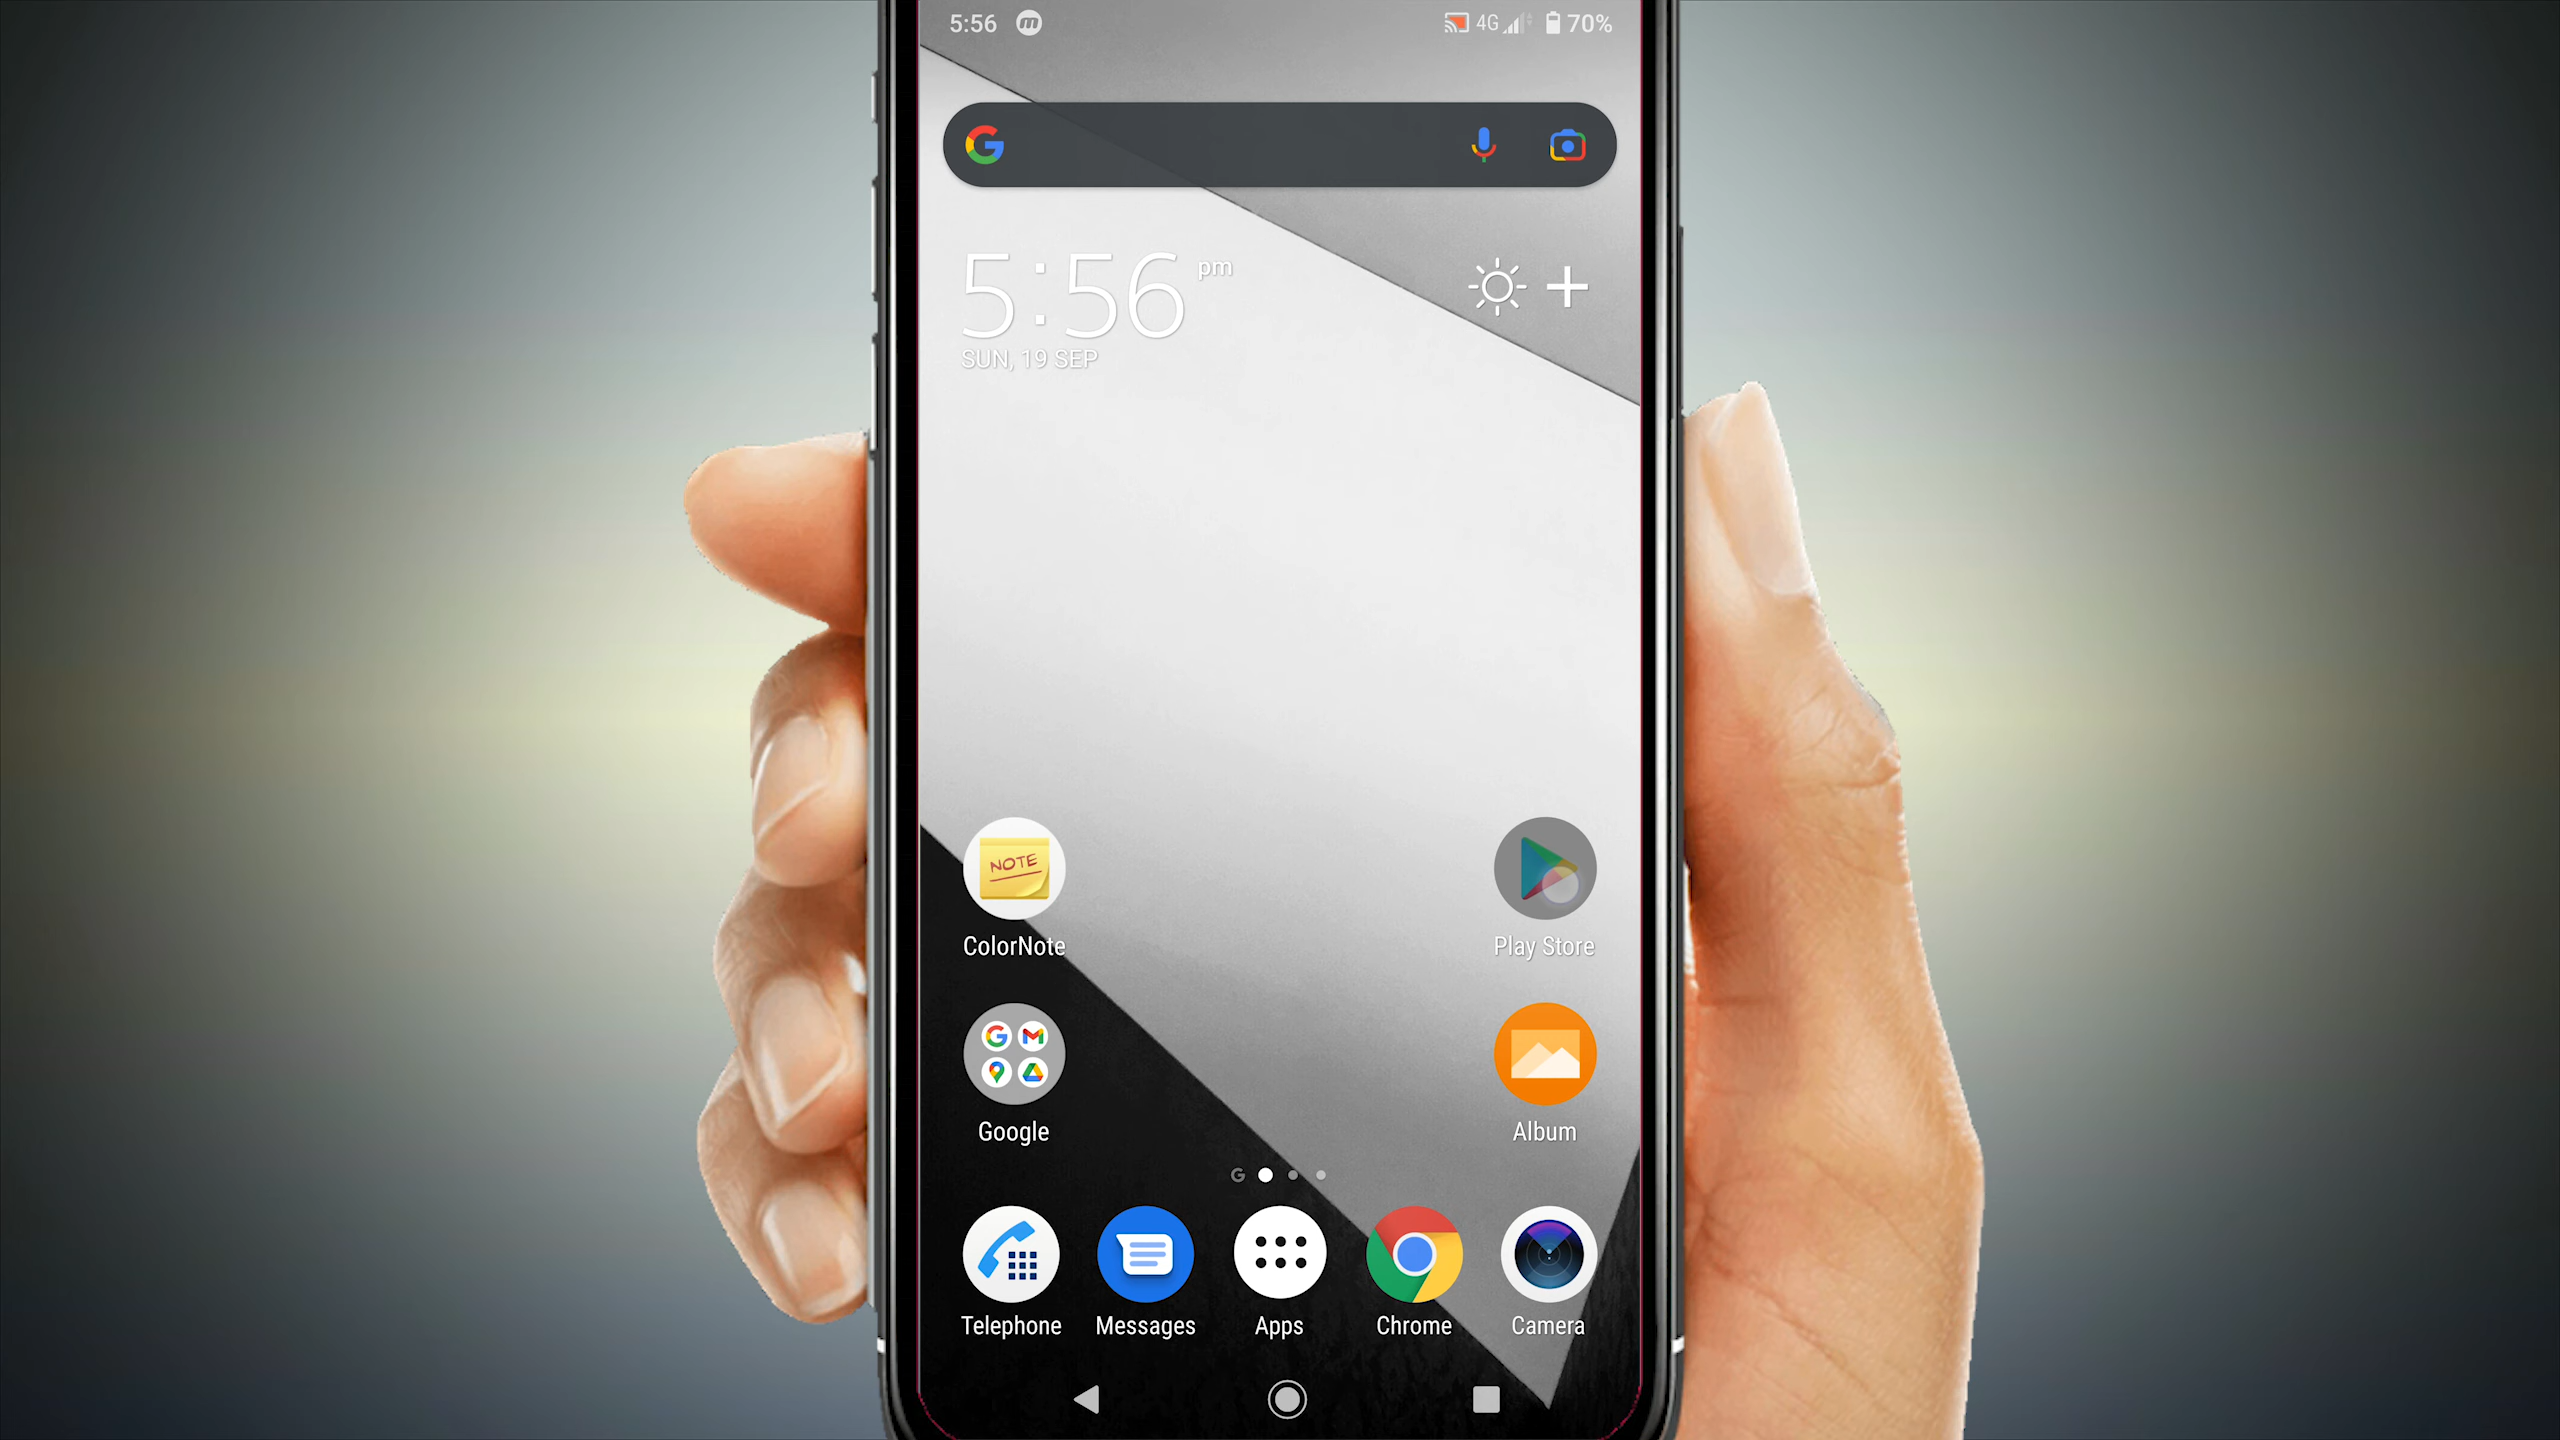 5:56 m 4G 70%
G
5:56 pm
SUN, 19 SEP
NOTE
ColorNote Play Store
G M
Google Album
G
Telephone Messages Apps Chrome Camera